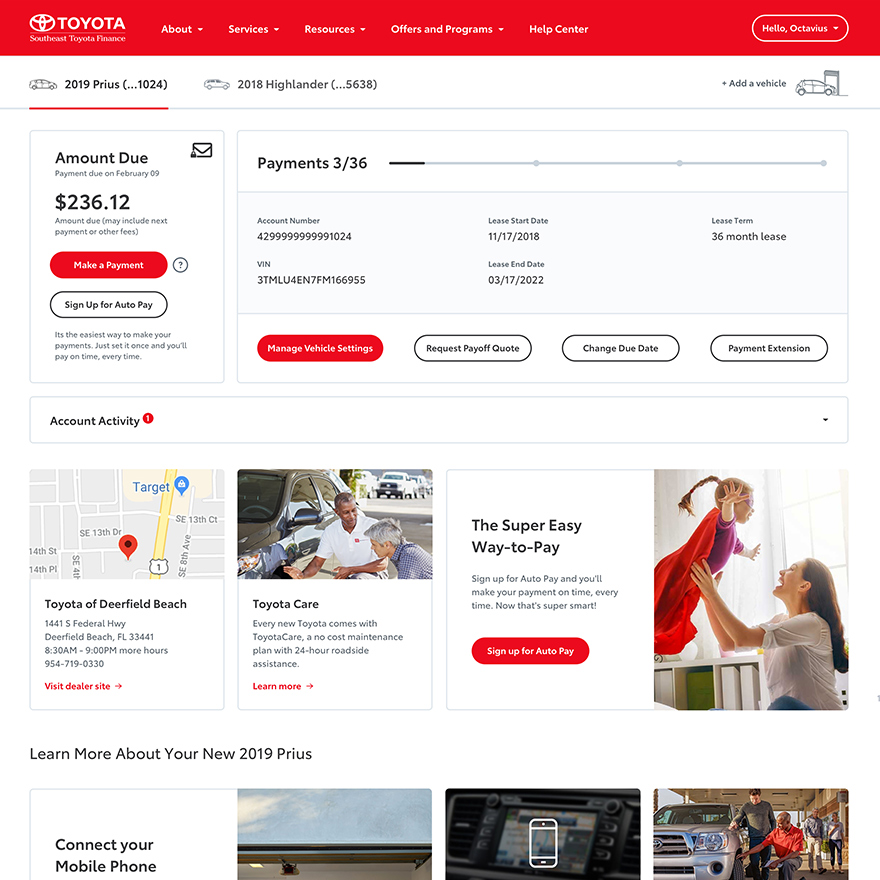 TOYOTA
Southeast Toyota Finance
About
Services
Resources
Offers and Programs
Help Center
Hello, Octavius
2019 Prius (...1024)
2018 Highlander (...5638)
+ Add a vehicle
Amount Due
Payment due on February 09
$236.12
Amount due (may include next
payment or other fees)
Make a Payment
?
Sign Up for Auto Pay
Its the easiest way to make your
payments. Just set it once and you'll
pay on time, every time.
Payments 3/36
Account Number
4299999999991024
Lease Start Date
11/17/2018
Lease Term
36 month lease
VIN
3TMLU4EN7FM166955
Lease End Date
03/17/2022
Manage Vehicle Settings
Request Payoff Quote
Change Due Date
Payment Extension
Account Activity 1
Target
SE 13th Ct
SE 13th Dr
14th St
14th Pl
SE 4th
1
SE 8th Ave
Toyota of Deerfield Beach
1441 S Federal Hwy
Deerfield Beach, FL 33441
8:30AM - 9:00PM more hours
954-719-0330
Visit dealer site →
Toyota Care
Every new Toyota comes with
ToyotaCare, a no cost maintenance
plan with 24-hour roadside
assistance.
Learn more →
The Super Easy
Way-to-Pay
Sign up for Auto Pay and you'll
make your payment on time, every
time. Now that's super smart!
Sign up for Auto Pay
Learn More About Your New 2019 Prius
Connect your
Mobile Phone